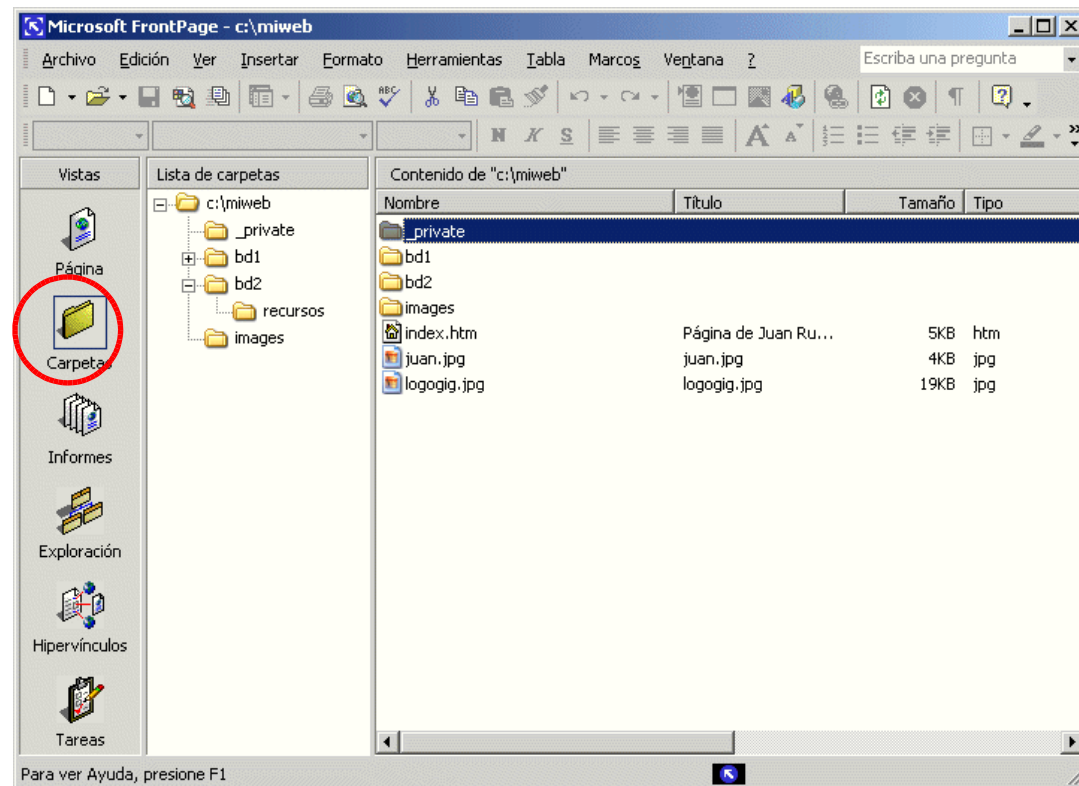 Microsoft FrontPage - c:\miweb
Archivo Edición Ver Insertar Formato Herramientas Tabla Marcos Ventana ? Escriba una pregunta
ABC
N K S A A
Vistas Lista de carpetas Contenido de "c:\miweb"
Página
Carpetas
Informes
Exploración
Hipervínculos
Tareas
c:\miweb
_private
bd1
bd2
recursos
images
Nombre Título Tamaño Tipo
_private
bd1
bd2
images
index.htm Página de Juan Ru... 5KB htm
juan.jpg juan.jpg 4KB jpg
logogig.jpg logogig.jpg 19KB jpg
Para ver Ayuda, presione F1